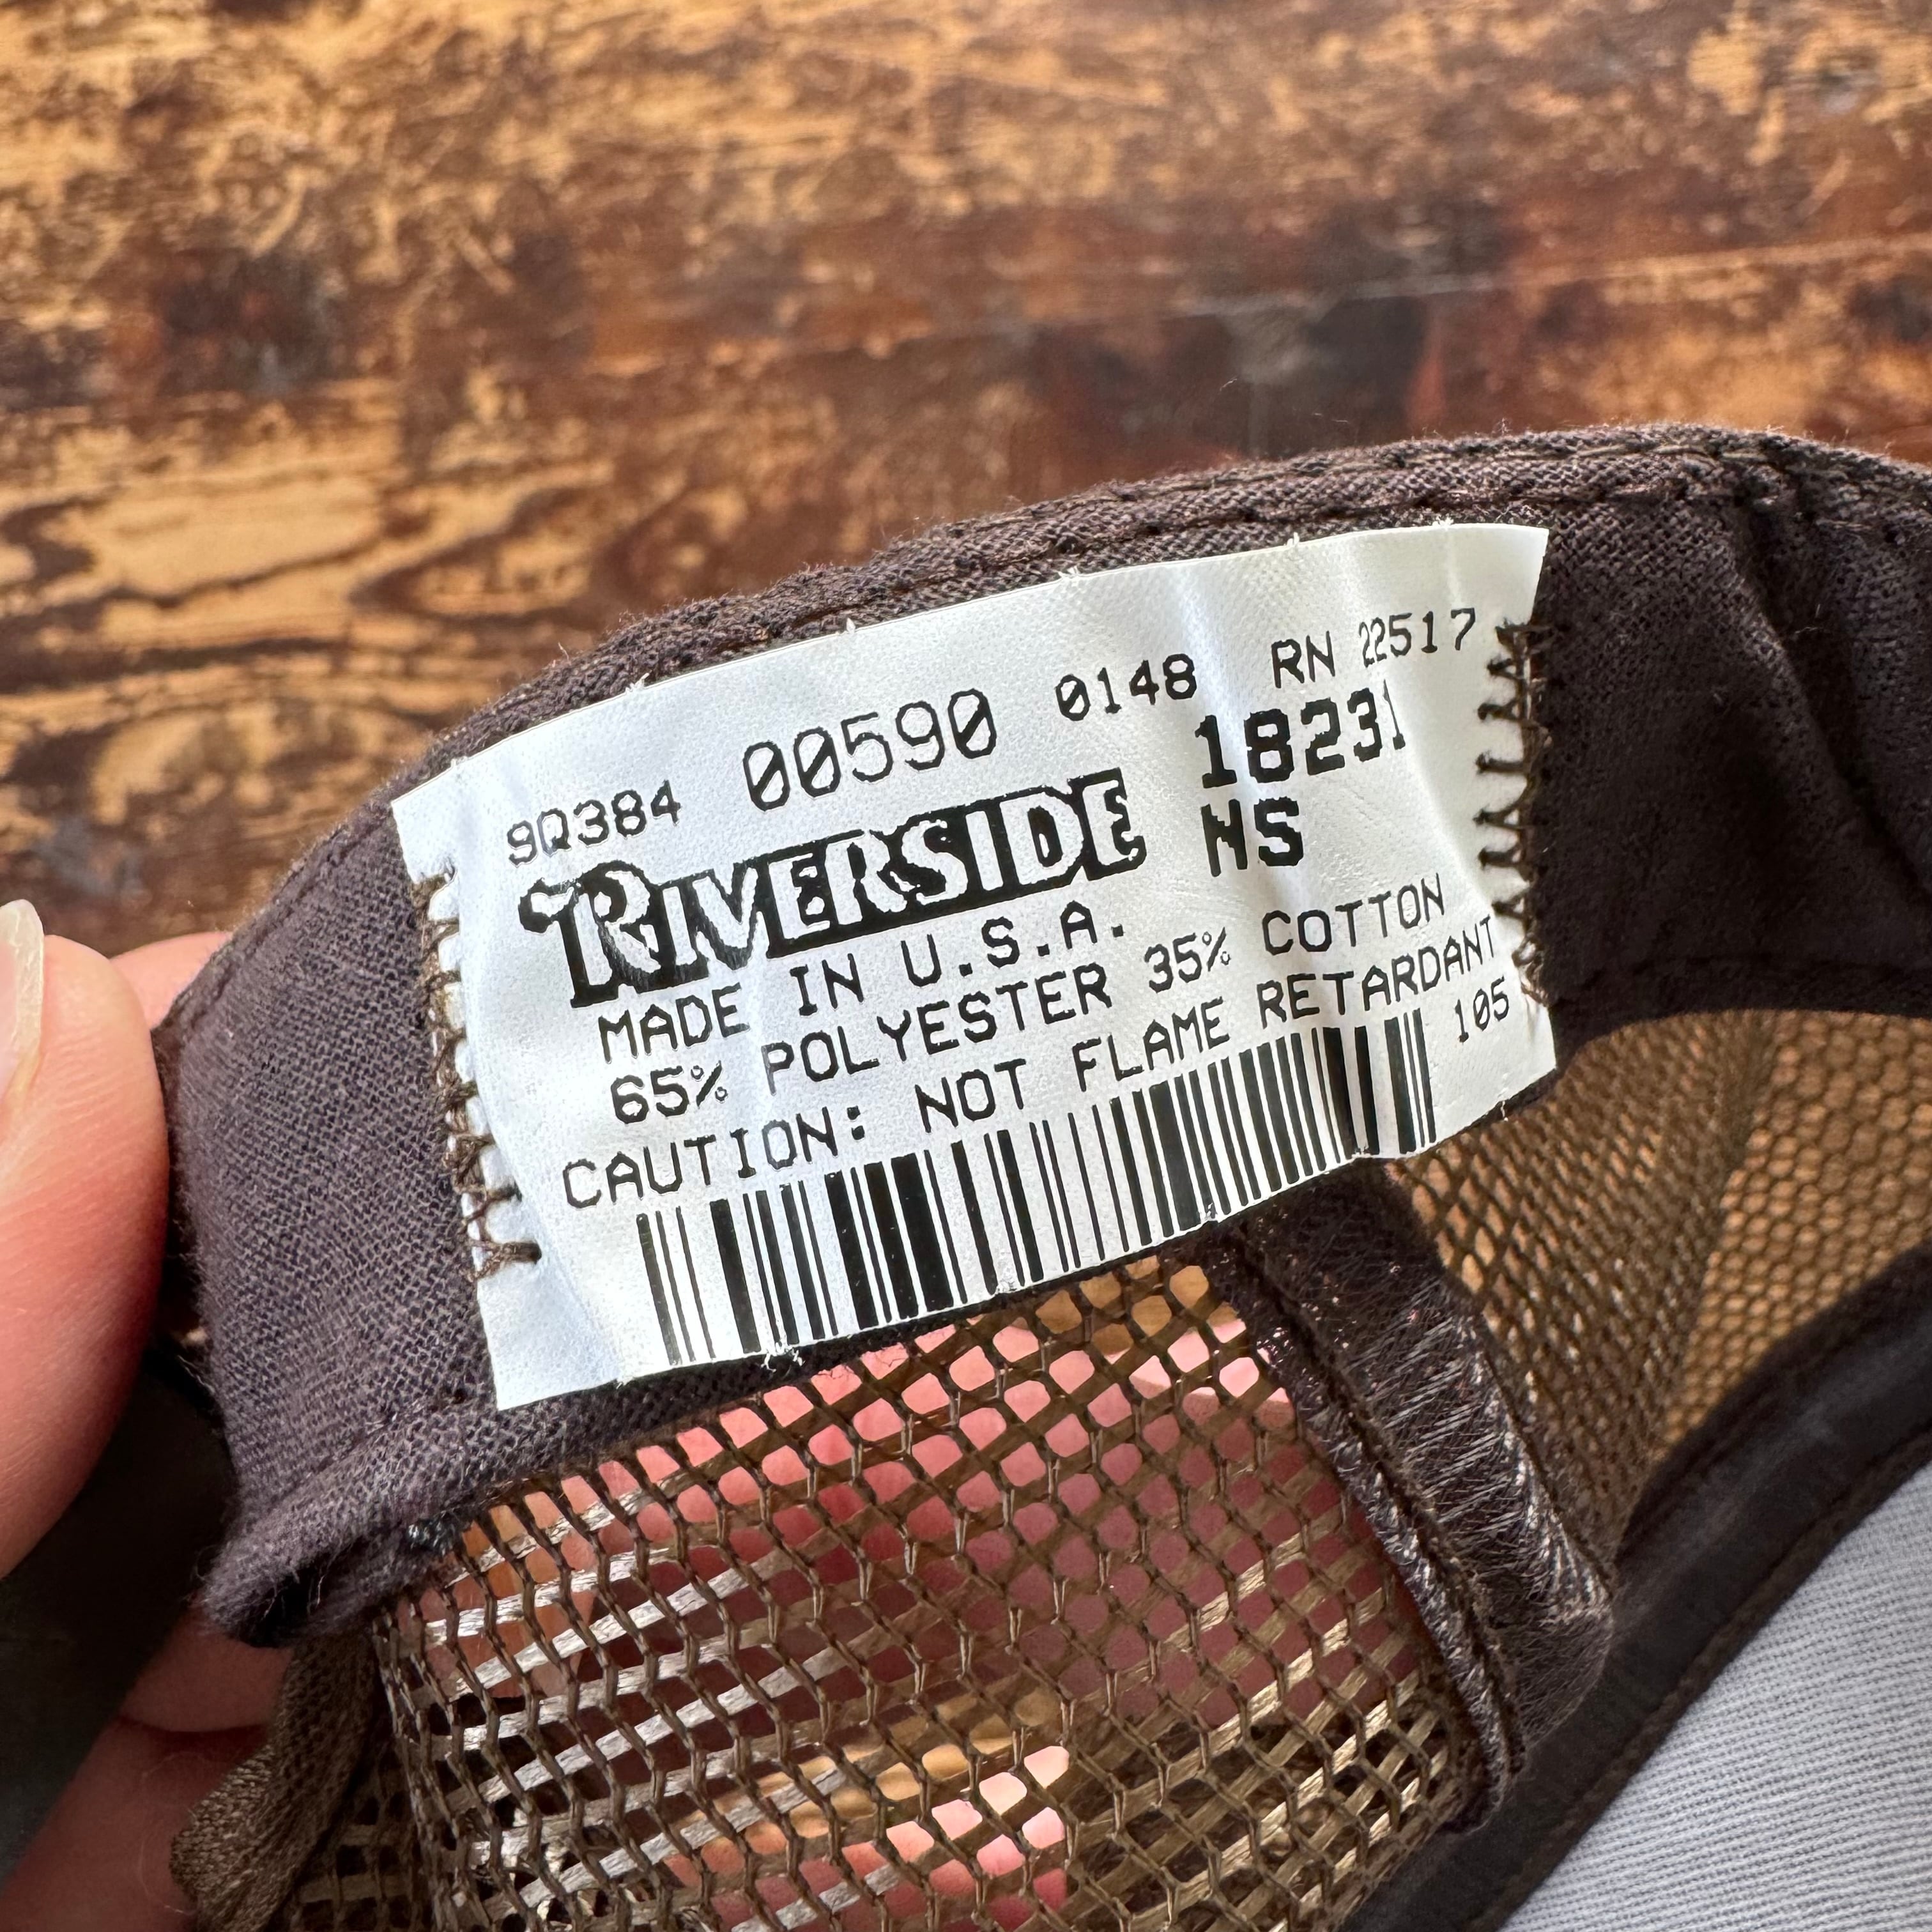 9Q384 00590 0148 RN 22517
RIVERSIDE 18231
NS
MADE IN U.S.A.
65% POLYESTER 35% COTTON
CAUTION: NOT FLAME RETARDANT
105